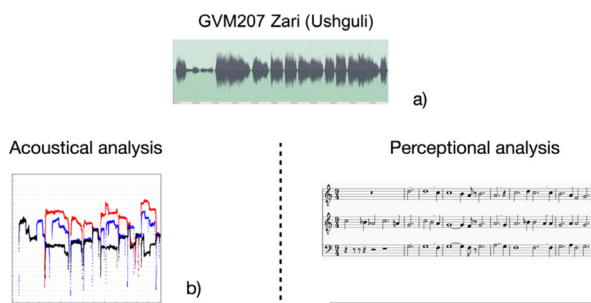 GVM207 Zari (Ushguli)
a)
Acoustical analysis
Perceptional analysis
b)